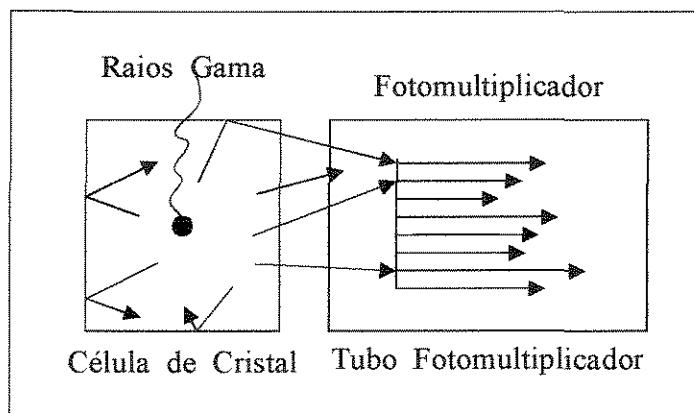 Raios Gama
Fotomultiplicador
Célula de Cristal
Tubo Fotomultiplicador